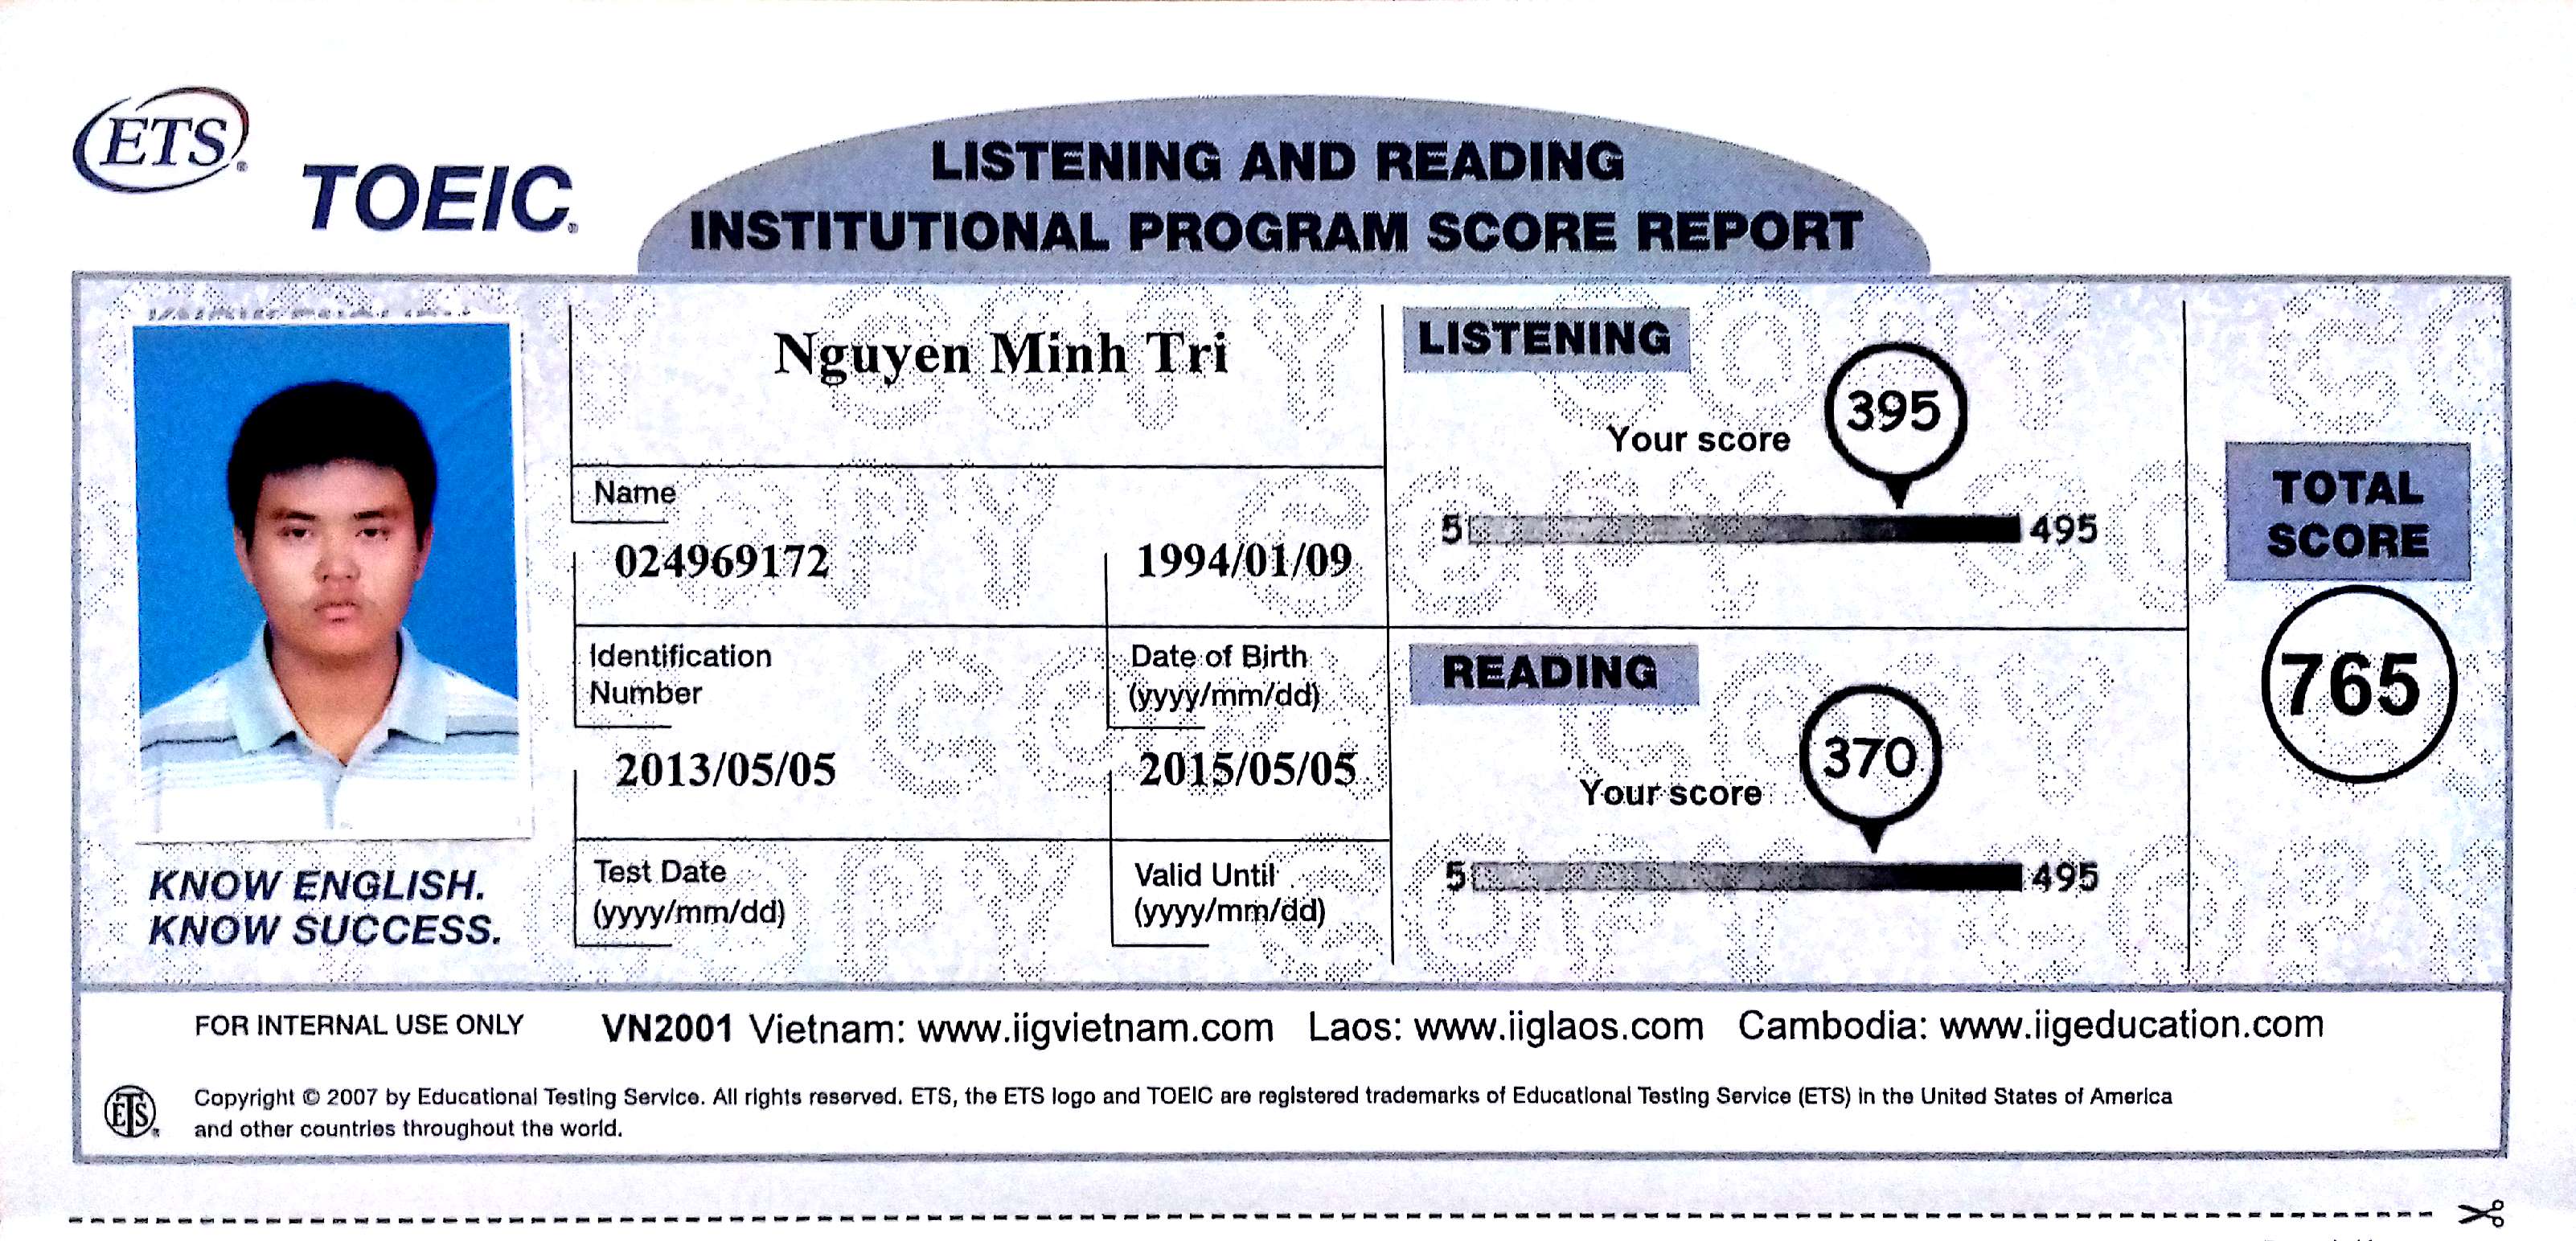 ETS
TOEIC
LISTENING AND READING
INSTITUTIONAL PROGRAM SCORE REPORT
Nguyen Minh Tri
Name
024969172
Identification
Number
1994/01/09
Date of Birth
(yyyy/mm/dd)
2013/05/05
Test Date
(yyyy/mm/dd)
2015/05/05
Valid Until
(yyyy/mm/dd)
LISTENING
Your score
395
5 495
READING
Your score
370
5 495
TOTAL
SCORE
765
KNOW ENGLISH.
KNOW SUCCESS.
FOR INTERNAL USE ONLY VN2001 Vietnam: www.iigvietnam.com Laos: www.iiglaos.com Cambodia: www.iigeducation.com
ETS Copyright © 2007 by Educational Testing Service. All rights reserved. ETS, the ETS logo and TOEIC are registered trademarks of Educational Testing Service (ETS) in the United States of America
and other countries throughout the world.